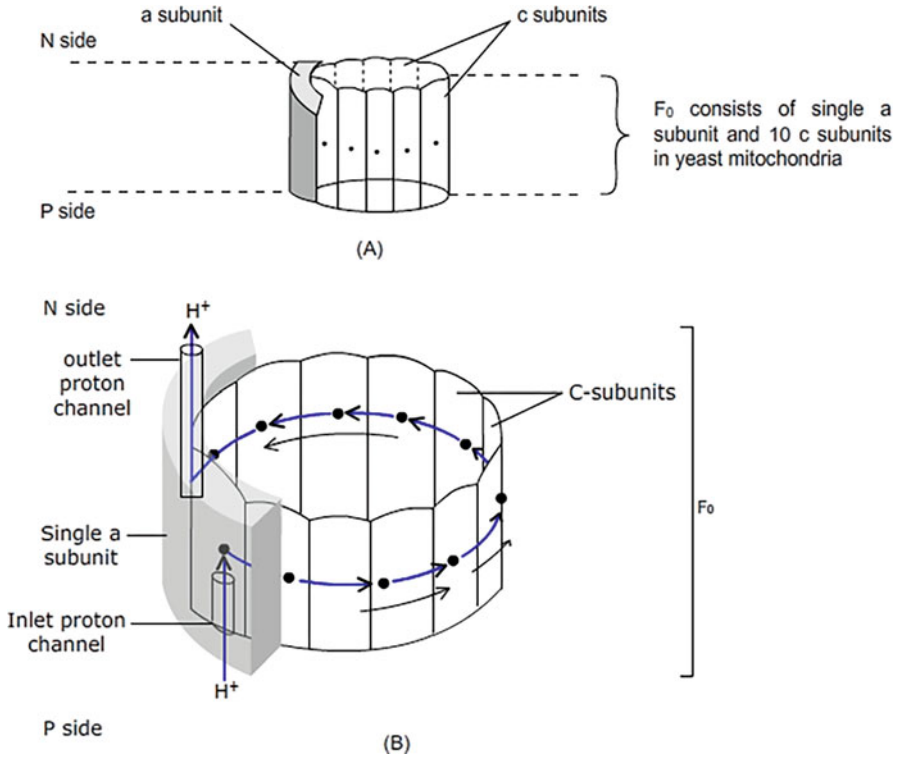 a subunit
c subunits
N side
F₀ consists of single a
subunit and 10 c subunits
in yeast mitochondria
P side
(A)
N side
H⁺
outlet
proton
channel
C-subunits
F₀
Single a
subunit
Inlet proton
channel
H⁺
P side
(B)